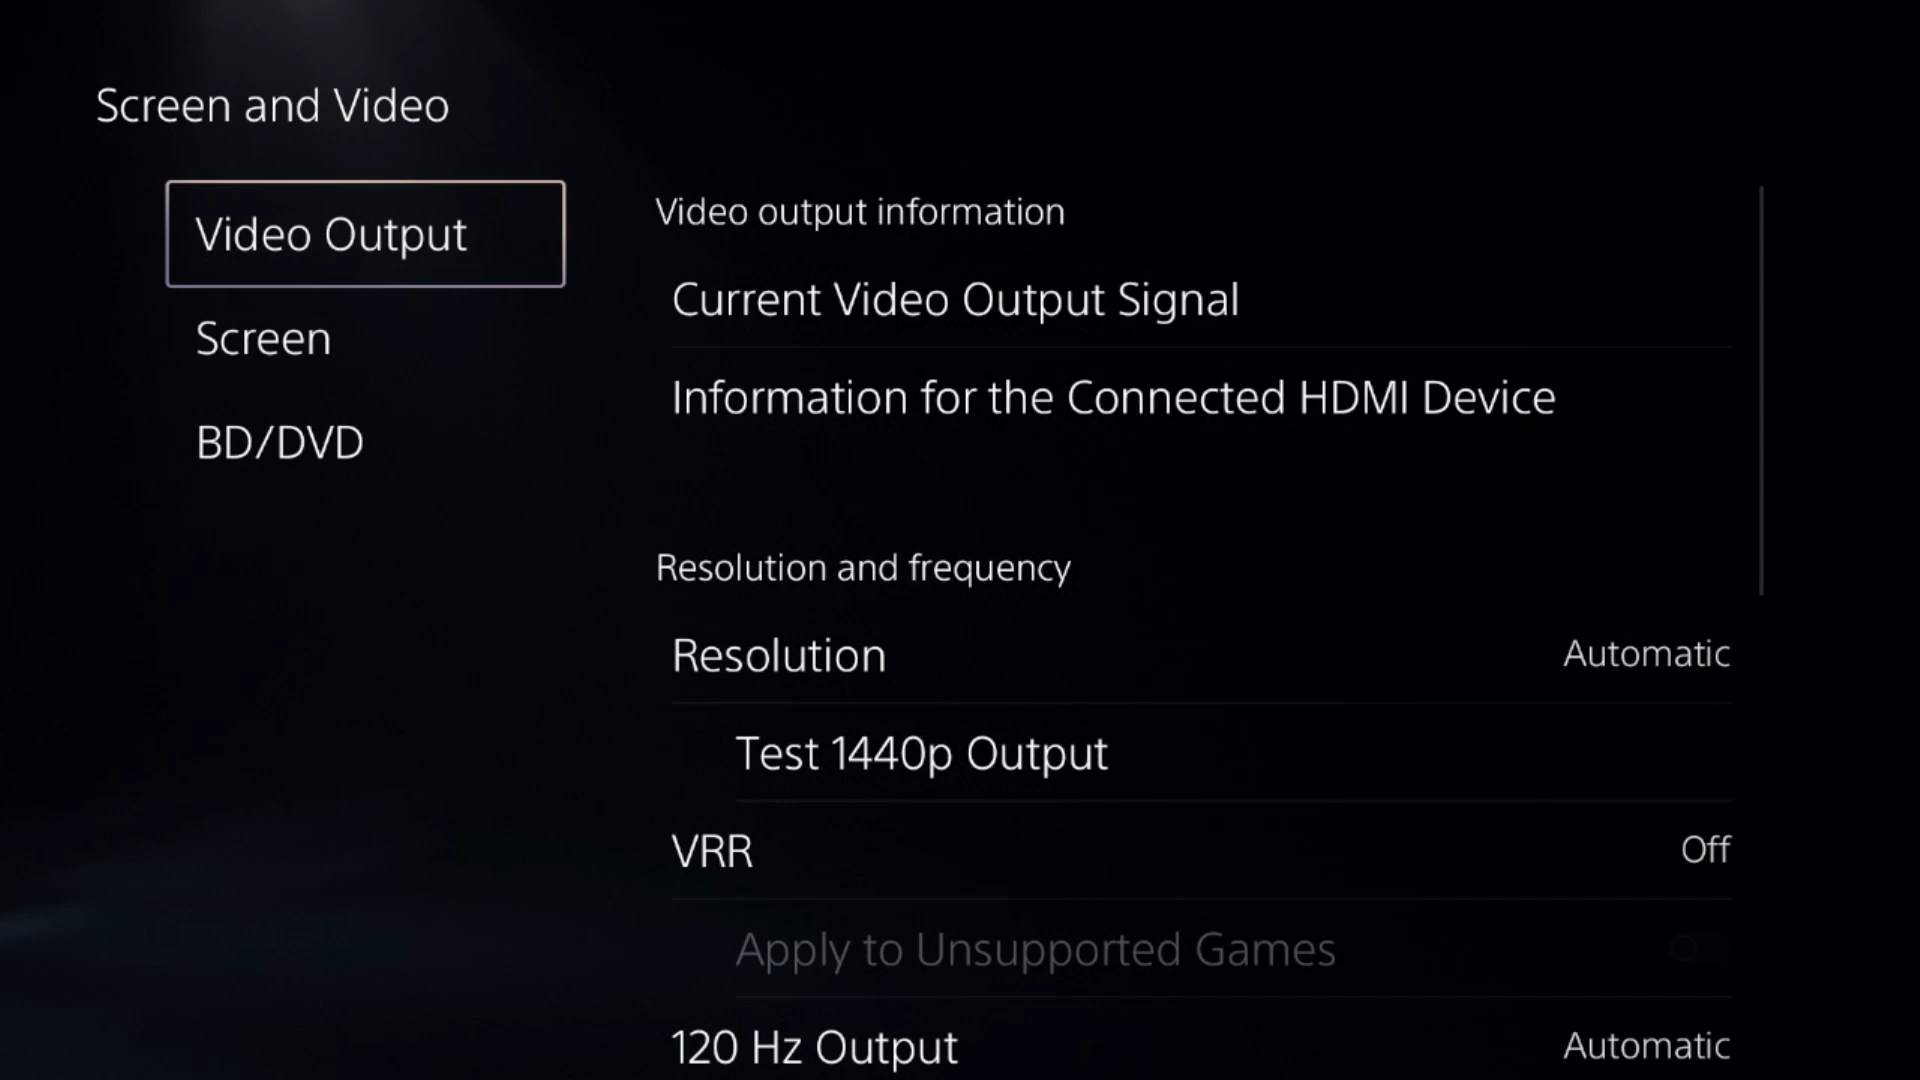 Screen and Video
Video Output
Screen
BD/DVD
Video output information
Current Video Output Signal
Information for the Connected HDMI Device
Resolution and frequency
Resolution Automatic
Test 1440p Output
VRR Off
Apply to Unsupported Games
120 Hz Output Automatic